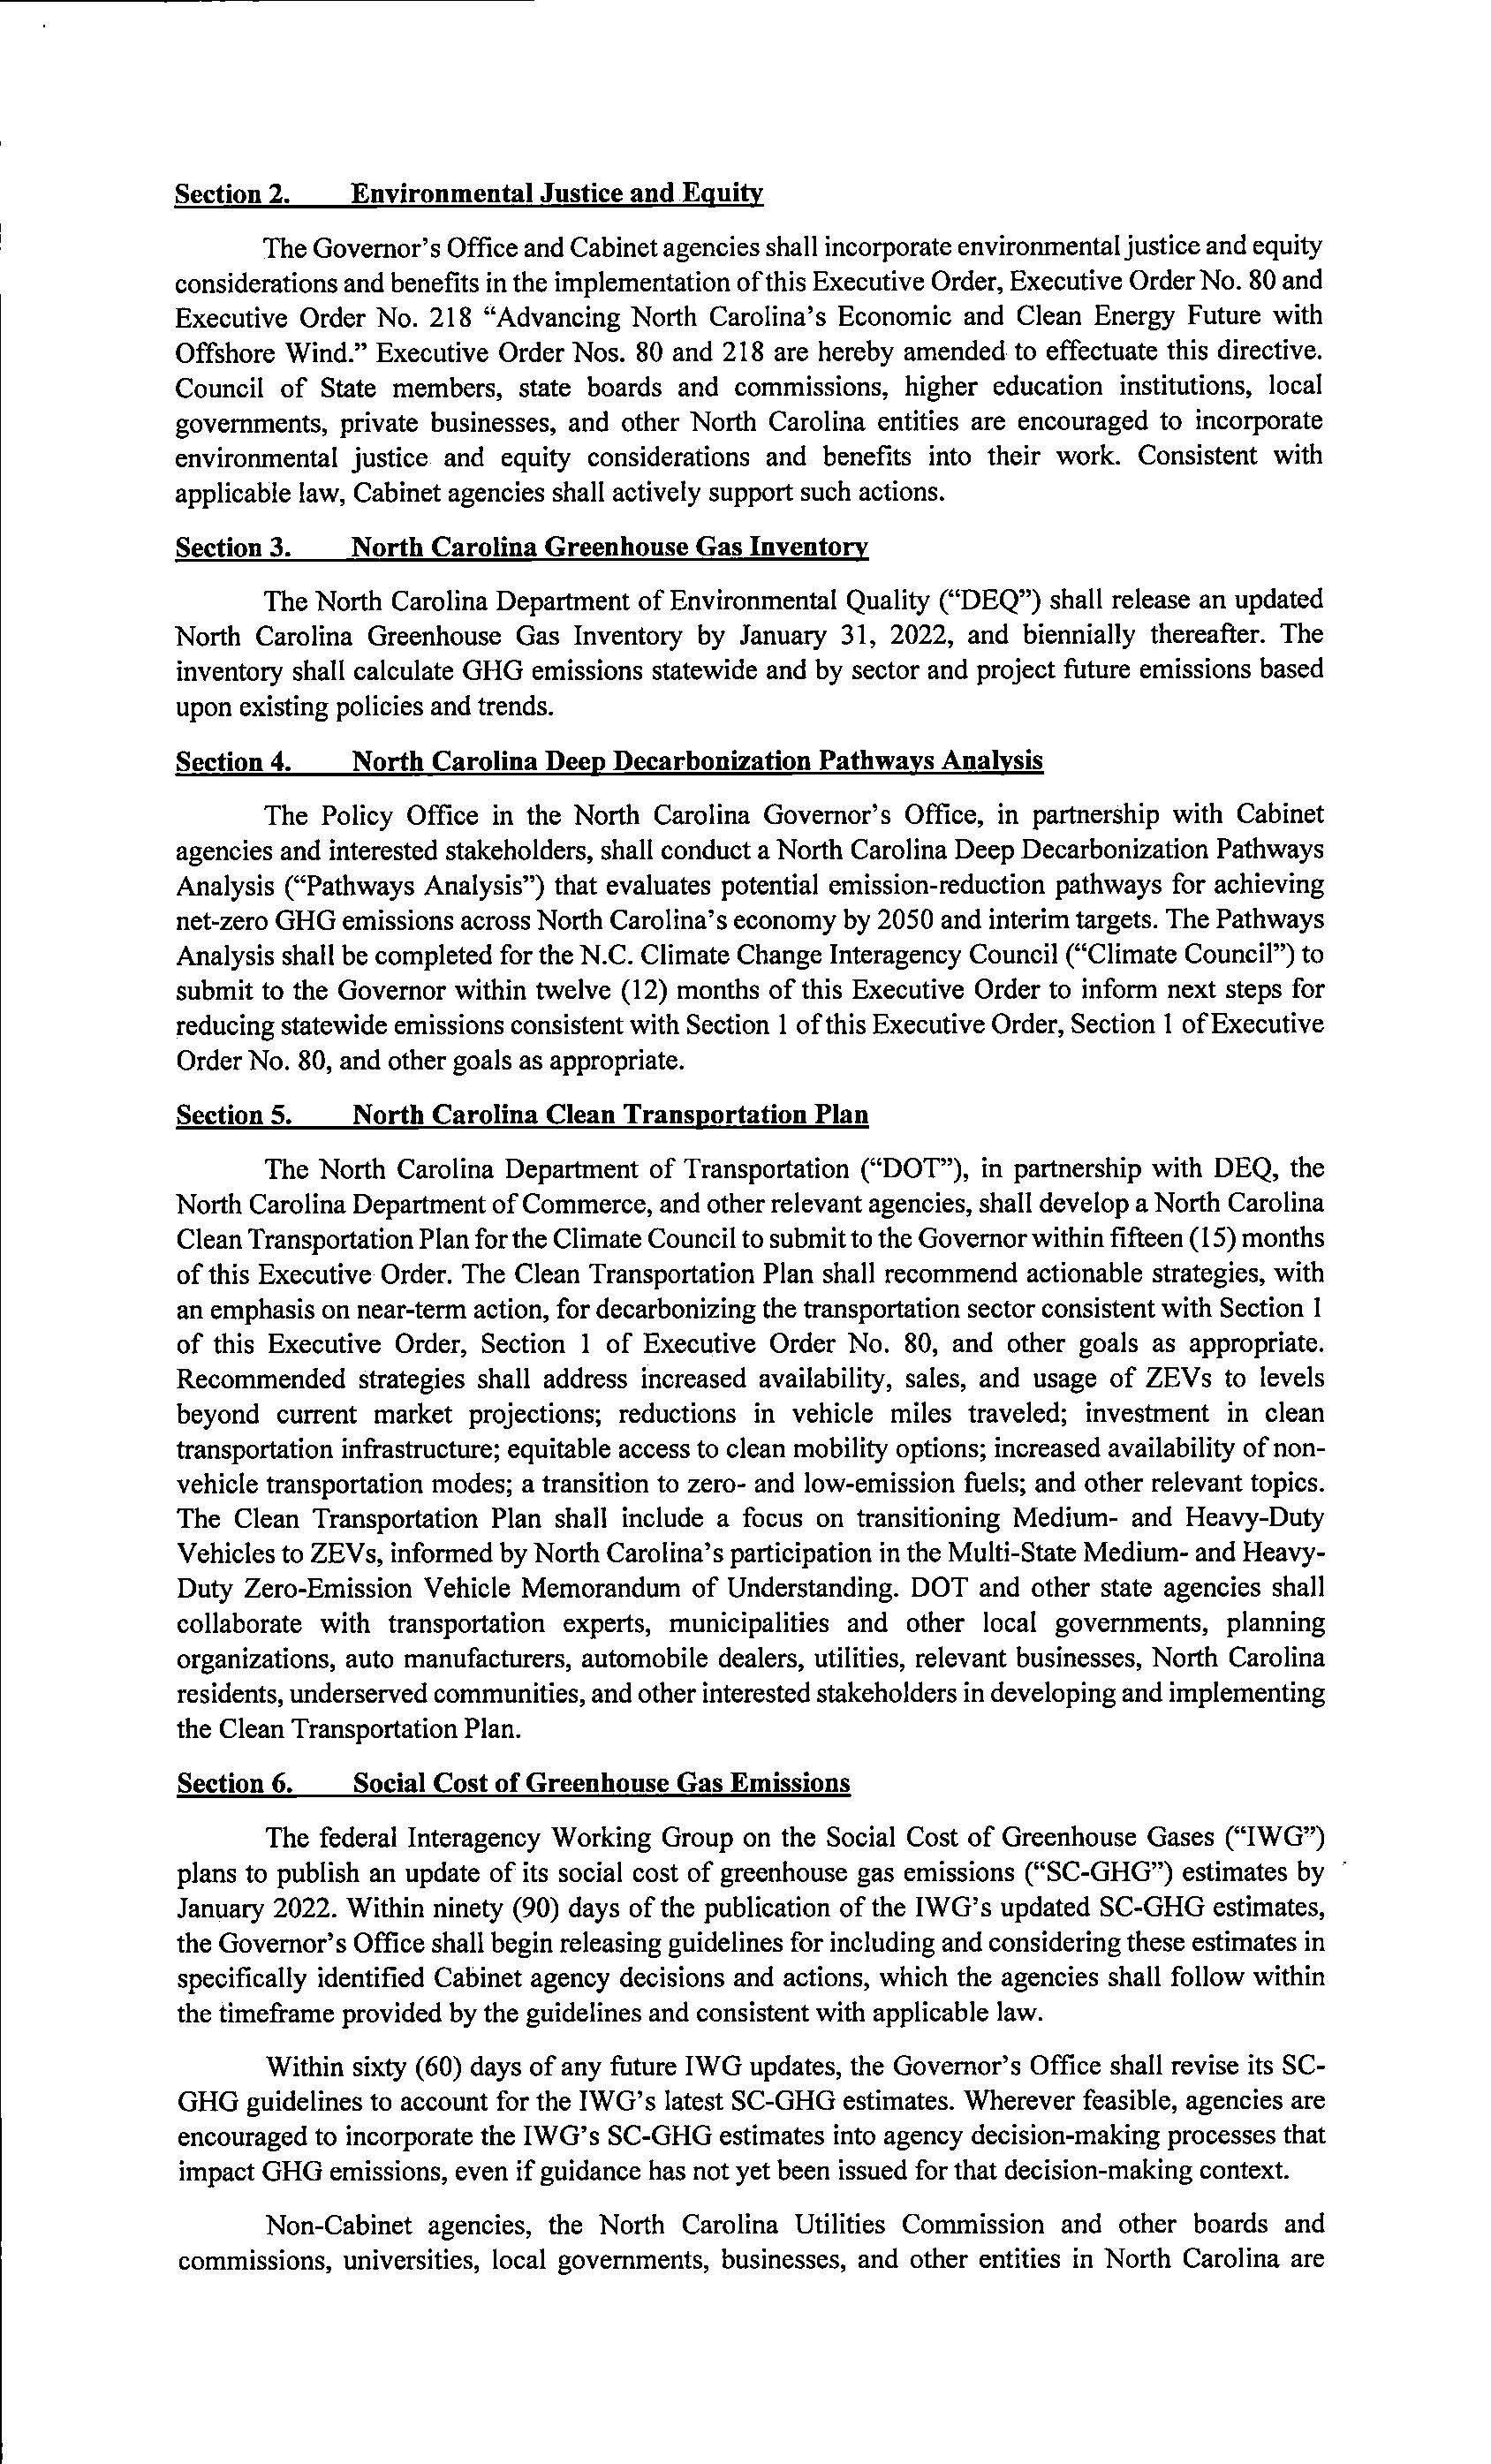 Section 2. Environmental Justice and Equity
The Governor's Office and Cabinet agencies shall incorporate environmental justice and equity
considerations and benefits in the implementation of this Executive Order, Executive Order No. 80 and
Executive Order No. 218 “Advancing North Carolina's Economic and Clean Energy Future with
Offshore Wind.” Executive Order Nos. 80 and 218 are hereby amended to effectuate this directive.
Council of State members, state boards and commissions, higher education institutions, local
governments, private businesses, and other North Carolina entities are encouraged to incorporate
environmental justice and equity considerations and benefits into their work. Consistent with
applicable law, Cabinet agencies shall actively support such actions.
Section 3. North Carolina Greenhouse Gas Inventory
The North Carolina Department of Environmental Quality (“DEQ”) shall release an updated
North Carolina Greenhouse Gas Inventory by January 31, 2022, and biennially thereafter. The
inventory shall calculate GHG emissions statewide and by sector and project future emissions based
upon existing policies and trends.
Section 4. North Carolina Deep Decarbonization Pathways Analysis
The Policy Office in the North Carolina Governor's Office, in partnership with Cabinet
agencies and interested stakeholders, shall conduct a North Carolina Deep Decarbonization Pathways
Analysis (“Pathways Analysis”) that evaluates potential emission-reduction pathways for achieving
net-zero GHG emissions across North Carolina's economy by 2050 and interim targets. The Pathways
Analysis shall be completed for the N.C. Climate Change Interagency Council (“Climate Council”) to
submit to the Governor within twelve (12) months of this Executive Order to inform next steps for
reducing statewide emissions consistent with Section 1 of this Executive Order, Section 1 of Executive
Order No. 80, and other goals as appropriate.
Section 5. North Carolina Clean Transportation Plan
The North Carolina Department of Transportation (“DOT”), in partnership with DEQ, the
North Carolina Department of Commerce, and other relevant agencies, shall develop a North Carolina
Clean Transportation Plan for the Climate Council to submit to the Governor within fifteen (15) months
of this Executive Order. The Clean Transportation Plan shall recommend actionable strategies, with
an emphasis on near-term action, for decarbonizing the transportation sector consistent with Section 1
of this Executive Order, Section 1 of Executive Order No. 80, and other goals as appropriate.
Recommended strategies shall address increased availability, sales, and usage of ZEVs to levels
beyond current market projections; reductions in vehicle miles traveled; investment in clean
transportation infrastructure; equitable access to clean mobility options; increased availability of non-
vehicle transportation modes; a transition to zero- and low-emission fuels; and other relevant topics.
The Clean Transportation Plan shall include a focus on transitioning Medium- and Heavy-Duty
Vehicles to ZEVs, informed by North Carolina's participation in the Multi-State Medium- and Heavy-
Duty Zero-Emission Vehicle Memorandum of Understanding. DOT and other state agencies shall
collaborate with transportation experts, municipalities and other local governments, planning
organizations, auto manufacturers, automobile dealers, utilities, relevant businesses, North Carolina
residents, underserved communities, and other interested stakeholders in developing and implementing
the Clean Transportation Plan.
Section 6. Social Cost of Greenhouse Gas Emissions
The federal Interagency Working Group on the Social Cost of Greenhouse Gases (“IWG”)
plans to publish an update of its social cost of greenhouse gas emissions (“SC-GHG”) estimates by
January 2022. Within ninety (90) days of the publication of the IWG's updated SC-GHG estimates,
the Governor's Office shall begin releasing guidelines for including and considering these estimates in
specifically identified Cabinet agency decisions and actions, which the agencies shall follow within
the timeframe provided by the guidelines and consistent with applicable law.
Within sixty (60) days of any future IWG updates, the Governor's Office shall revise its SC-
GHG guidelines to account for the IWG's latest SC-GHG estimates. Wherever feasible, agencies are
encouraged to incorporate the IWG's SC-GHG estimates into agency decision-making processes that
impact GHG emissions, even if guidance has not yet been issued for that decision-making context.
Non-Cabinet agencies, the North Carolina Utilities Commission and other boards and
commissions, universities, local governments, businesses, and other entities in North Carolina are